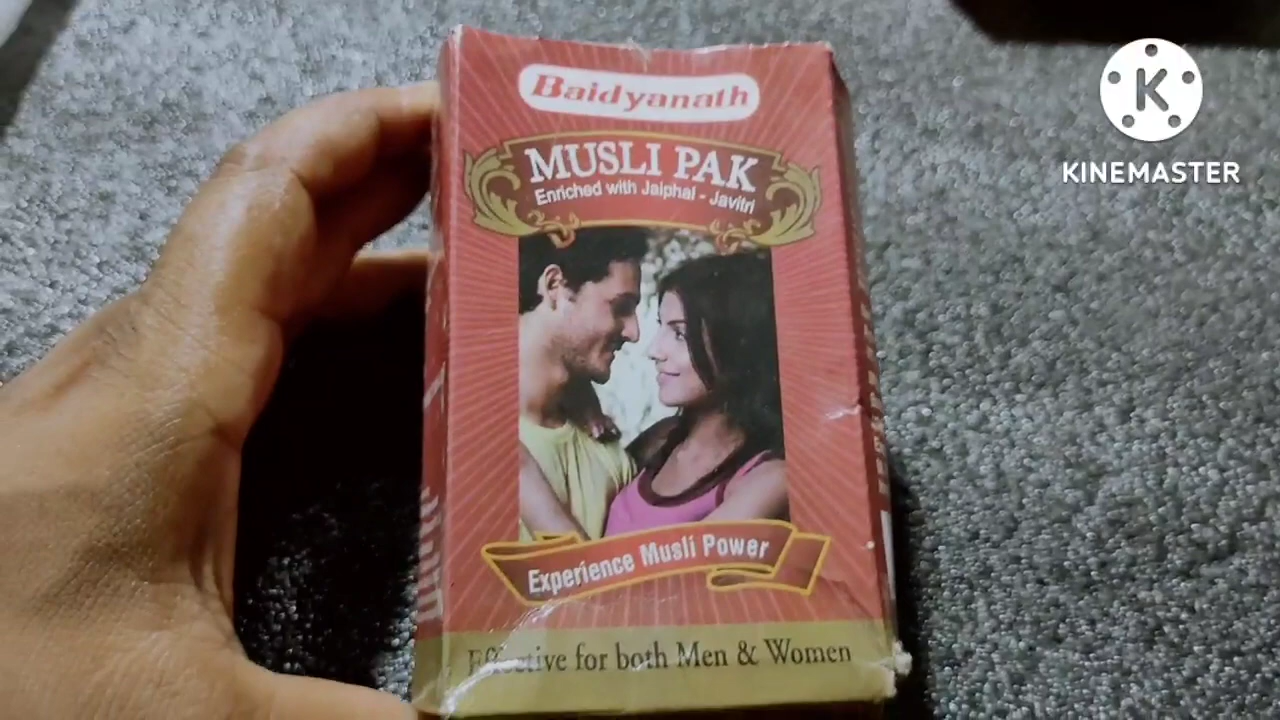 Baidyanath
MUSLI PAK
Enriched with Jaiphal - Javitri
Experience Musli Power
Effective for both Men & Women
K
KINEMASTER